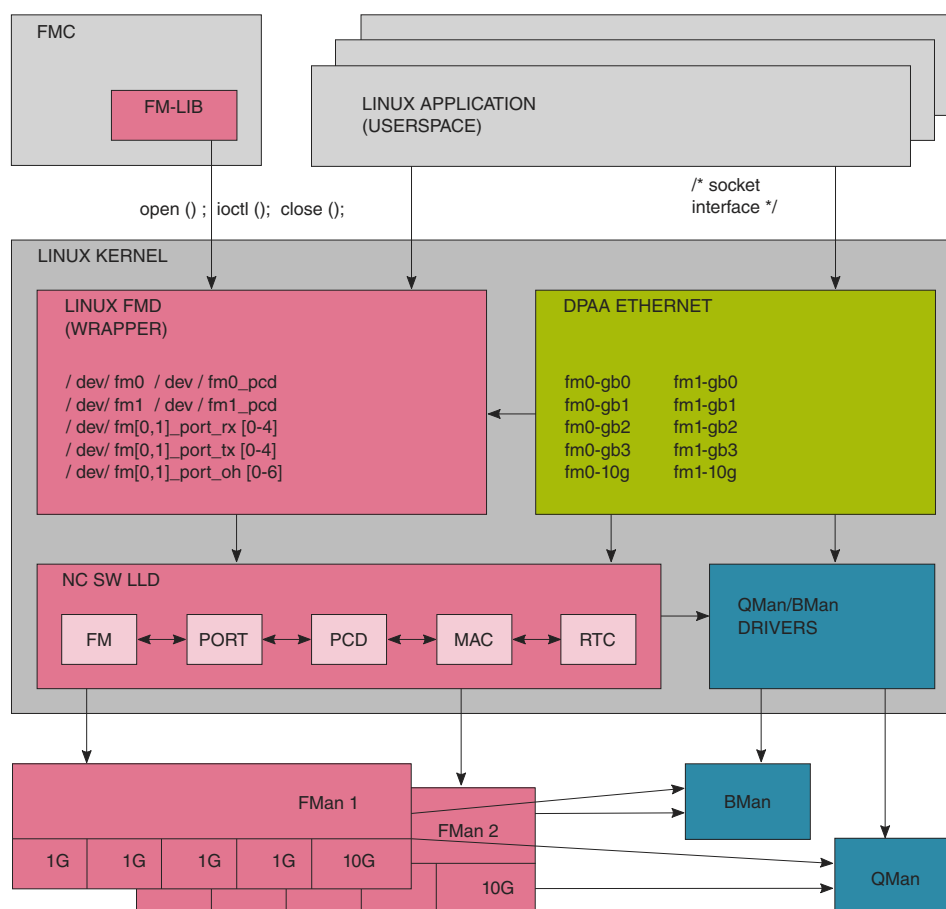 FMC
FM-LIB
LINUX APPLICATION
(USERSPACE)
open () ; ioctl (); close ();
/* socket
interface */
LINUX KERNEL
LINUX FMD
(WRAPPER)
/ dev/ fm0 / dev / fm0_pcd
/ dev/ fm1 / dev / fm1_pcd
/ dev/ fm[0,1]_port_rx [0-4]
/ dev/ fm[0,1]_port_tx [0-4]
/ dev/ fm[0,1]_port_oh [0-6]
DPAA ETHERNET
fm0-gb0 fm1-gb0
fm0-gb1 fm1-gb1
fm0-gb2 fm1-gb2
fm0-gb3 fm1-gb3
fm0-10g fm1-10g
NC SW LLD
FM PORT PCD MAC RTC
QMan/BMan
DRIVERS
FMan 1
1G 1G 1G 1G 10G
FMan 2
10G
BMan
QMan